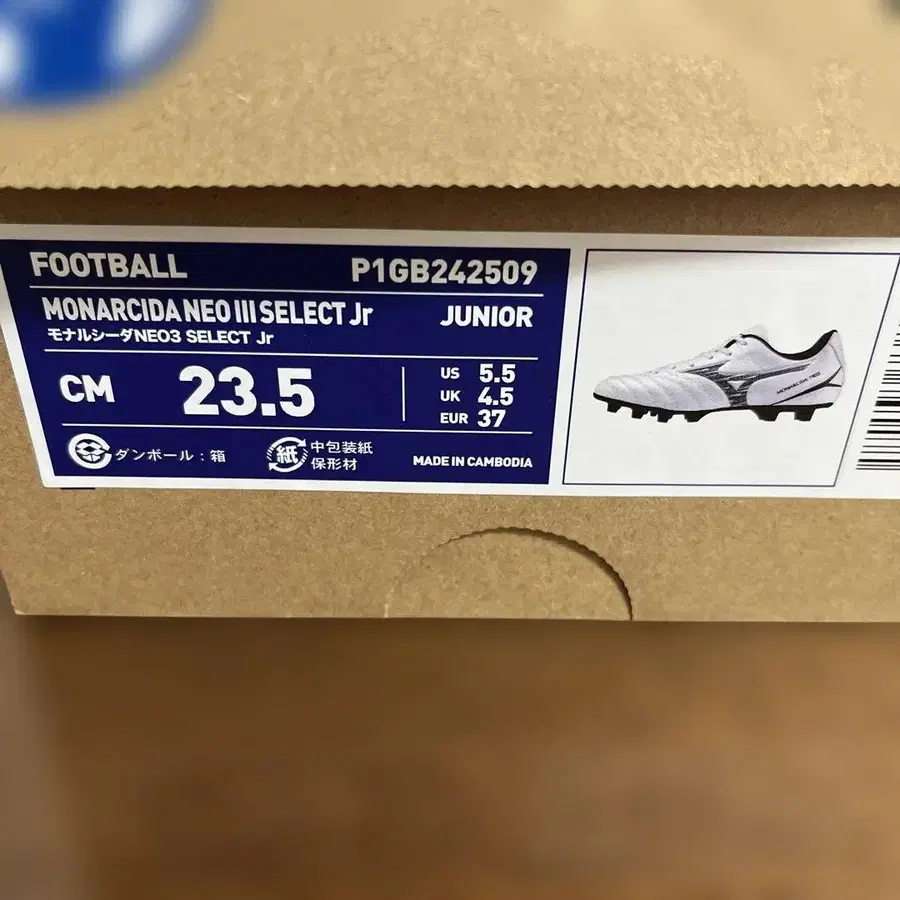 FOOTBALL P1GB242509
MONARCIDA NEO III SELECT Jr JUNIOR
モナルシーダNEO3 SELECT Jr
CM 23.5
US 5.5
UK 4.5
EUR 37
ダンボール:箱
紙 中包装紙
保形材
MADE IN CAMBODIA
MONARCIDA NEO